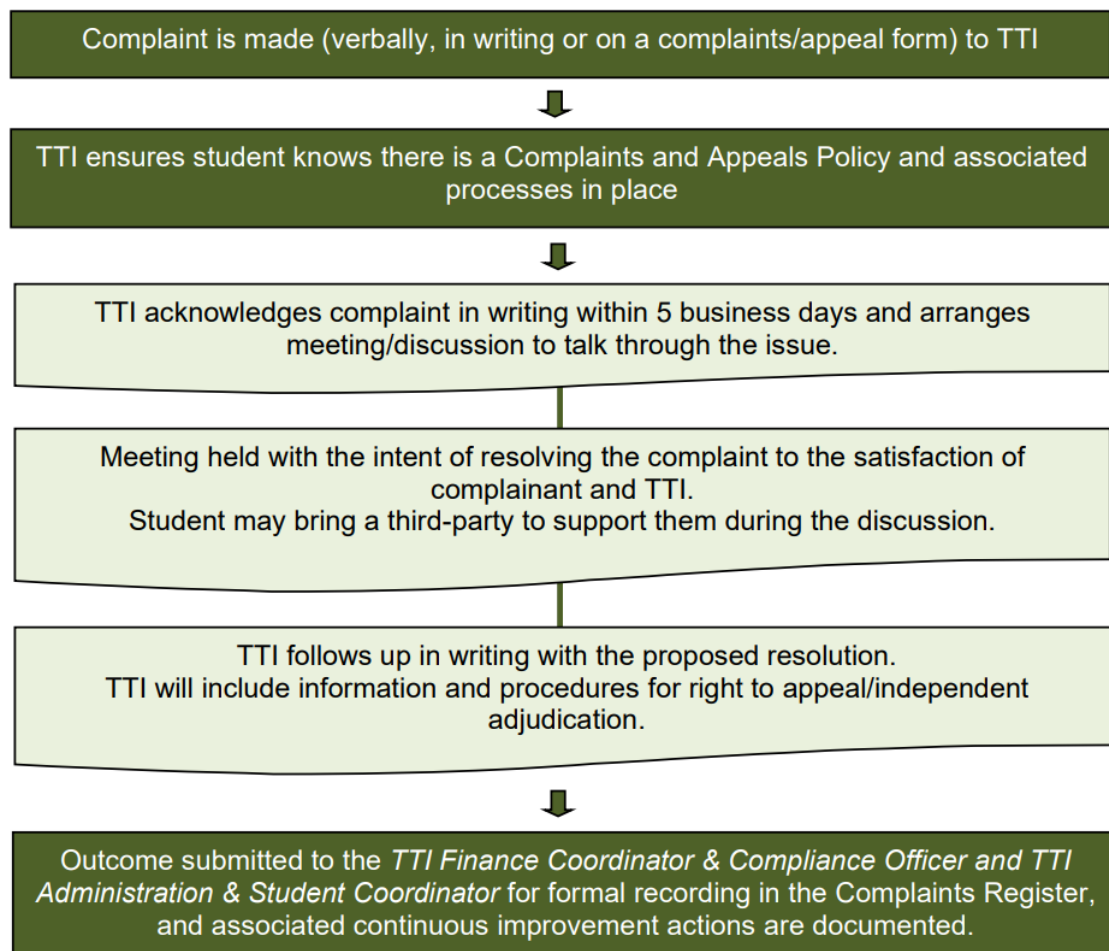 Complaint is made (verbally, in writing or on a complaints/appeal form) to TTI
TTI ensures student knows there is a Complaints and Appeals Policy and associated
processes in place
TTI acknowledges complaint in writing within 5 business days and arranges
meeting/discussion to talk through the issue.
Meeting held with the intent of resolving the complaint to the satisfaction of
complainant and TTI.
Student may bring a third-party to support them during the discussion.
TTI follows up in writing with the proposed resolution.
TTI will include information and procedures for right to appeal/independent
adjudication.
Outcome submitted to the TTI Finance Coordinator & Compliance Officer and TTI
Administration & Student Coordinator for formal recording in the Complaints Register,
and associated continuous improvement actions are documented.